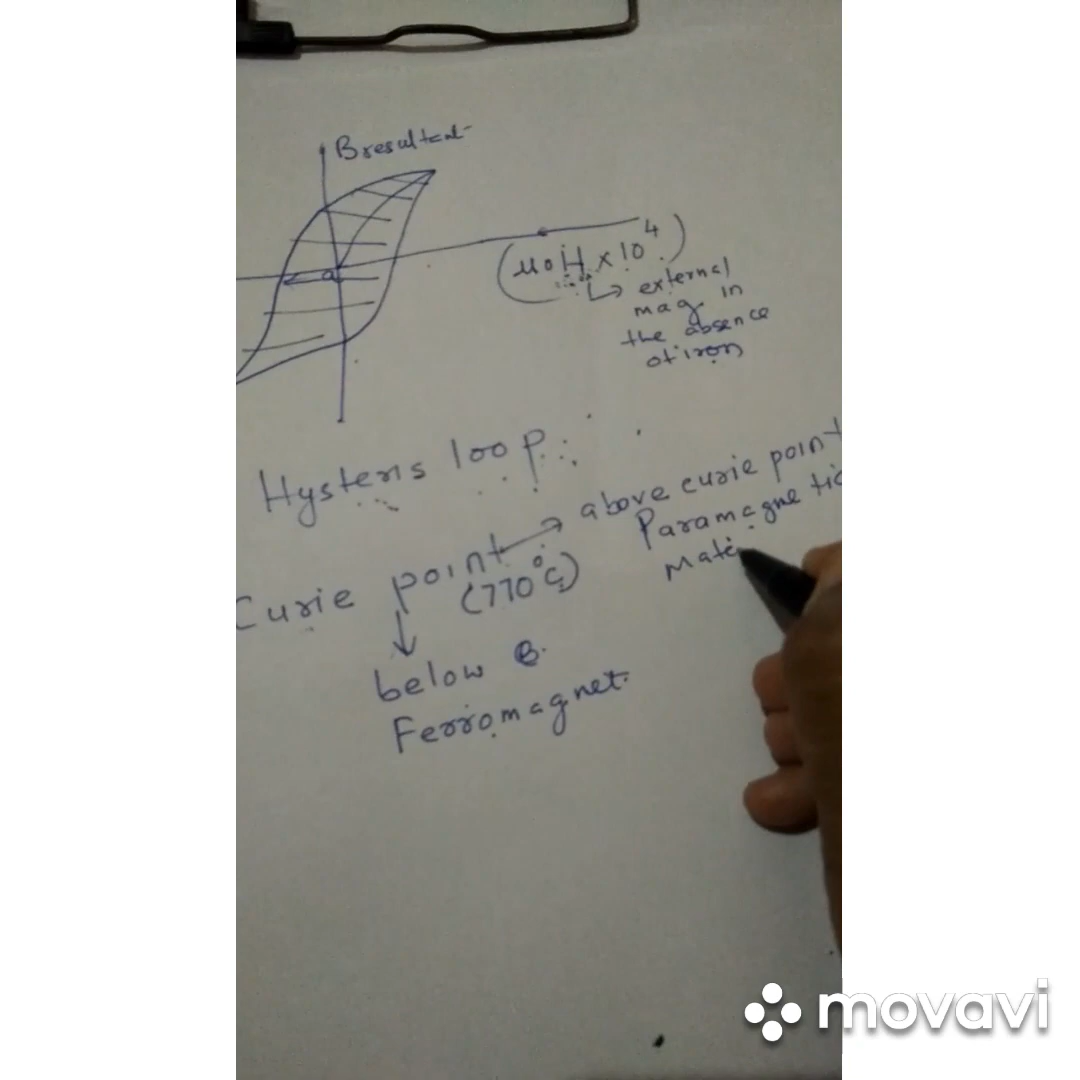 Bresultant
(μ0H × 10^4)
a
→ external
mag in
the absence
of iron
Hysteris loop
Curie point → above curie point
(770°C)
Paramagnetic
Mate
↓
below
Ferromagnet.
movavi